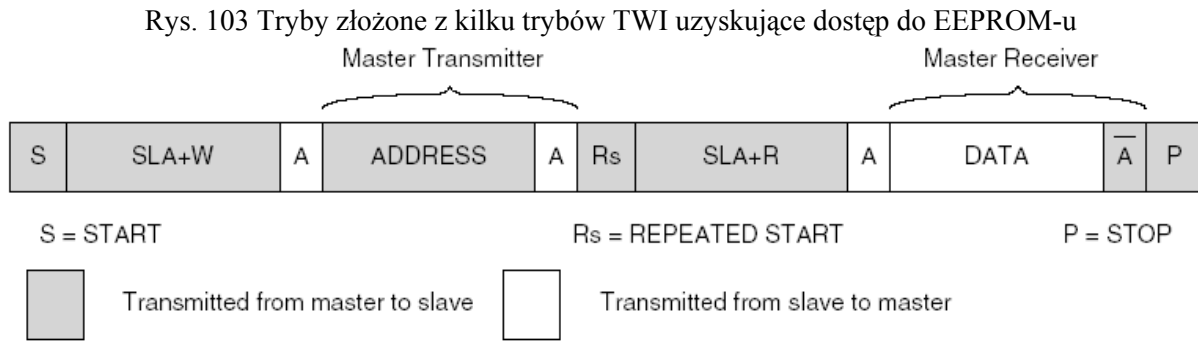 Rys. 103 Tryby złożone z kilku trybów TWI uzyskujące dostęp do EEPROM-u
Master Transmitter Master Receiver
S SLA+W A ADDRESS A Rs SLA+R A DATA A̅ P
S = START Rs = REPEATED START P = STOP
Transmitted from master to slave Transmitted from slave to master